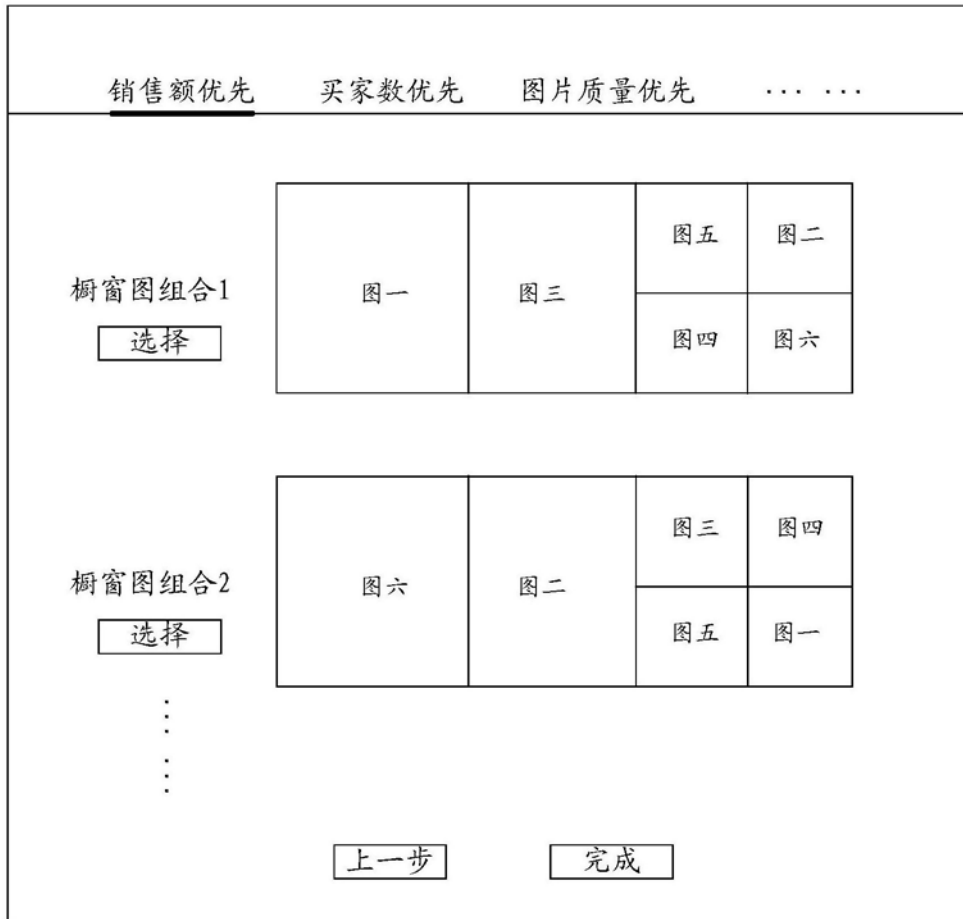 销售额优先 买家数优先 图片质量优先 ··· ···
图五 图二
橱窗图组合1 图一 图三
选择 图四 图六
图三 图四
橱窗图组合2 图六 图二
选择 图五 图一
上一步 完成